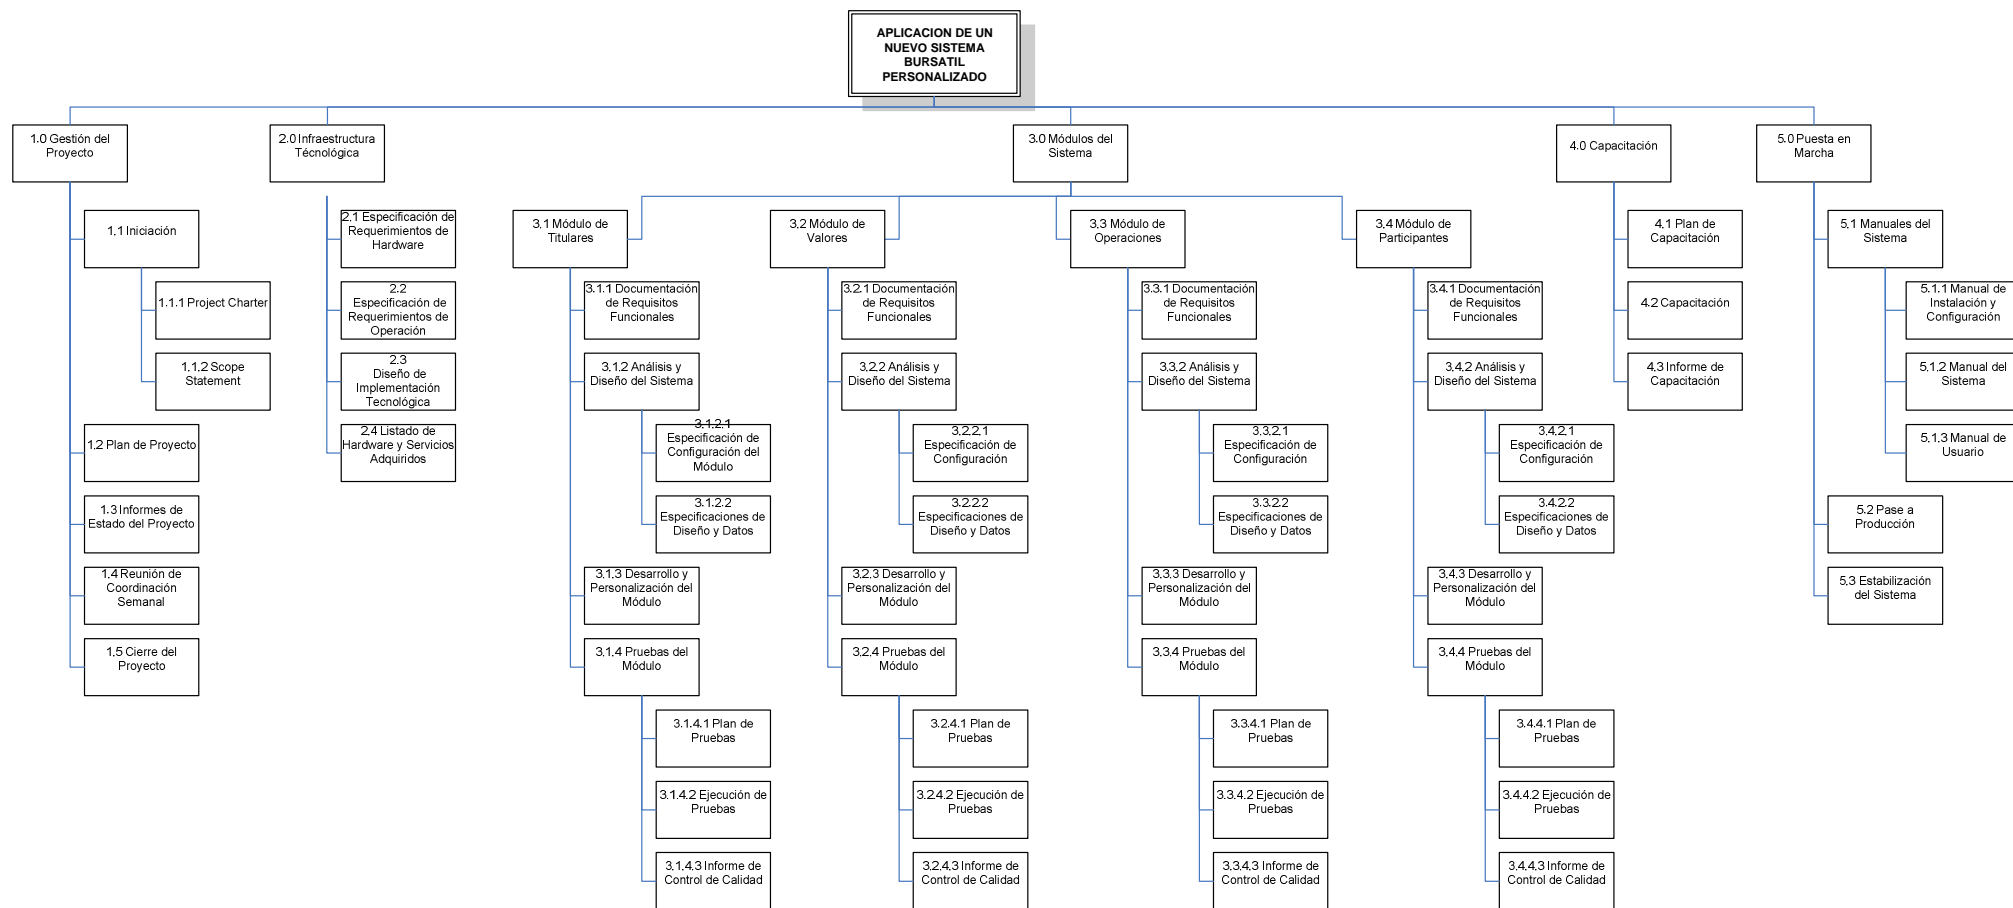 APLICACION DE UN
NUEVO SISTEMA
BURSATIL
PERSONALIZADO
1.0 Gestión del
Proyecto
2.0 Infraestructura
Técnológica
3.0 Módulos del
Sistema
4.0 Capacitación
5.0 Puesta en
Marcha
1.1 Iniciación
1.1.1 Project Charter
1.1.2 Scope
Statement
1.2 Plan de Proyecto
1.3 Informes de
Estado del Proyecto
1.4 Reunión de
Coordinación
Semanal
1.5 Cierre del
Proyecto
2.1 Especificación de
Requerimientos de
Hardware
2.2
Especificación de
Requerimientos de
Operación
2.3
Diseño de
Implementación
Tecnológica
2.4 Listado de
Hardware y Servicios
Adquiridos
3.1 Módulo de
Titulares
3.1.1 Documentación
de Requisitos
Funcionales
3.1.2 Análisis y
Diseño del Sistema
3.1.2.1
Especificación de
Configuración del
Módulo
3.1.2.2
Especificaciones de
Diseño y Datos
3.1.3 Desarrollo y
Personalización del
Módulo
3.1.4 Pruebas del
Módulo
3.1.4.1 Plan de
Pruebas
3.1.4.2 Ejecución de
Pruebas
3.1.4.3 Informe de
Control de Calidad
3.2 Módulo de
Valores
3.2.1 Documentación
de Requisitos
Funcionales
3.2.2 Análisis y
Diseño del Sistema
3.2.2.1
Especificación de
Configuración
3.2.2.2
Especificaciones de
Diseño y Datos
3.2.3 Desarrollo y
Personalización del
Módulo
3.2.4 Pruebas del
Módulo
3.2.4.1 Plan de
Pruebas
3.2.4.2 Ejecución de
Pruebas
3.2.4.3 Informe de
Control de Calidad
3.3 Módulo de
Operaciones
3.3.1 Documentación
de Requisitos
Funcionales
3.3.2 Análisis y
Diseño del Sistema
3.3.2.1
Especificación de
Configuración
3.3.2.2
Especificaciones de
Diseño y Datos
3.3.3 Desarrollo y
Personalización del
Módulo
3.3.4 Pruebas del
Módulo
3.3.4.1 Plan de
Pruebas
3.3.4.2 Ejecución de
Pruebas
3.3.4.3 Informe de
Control de Calidad
3.4 Módulo de
Participantes
3.4.1 Documentación
de Requisitos
Funcionales
3.4.2 Análisis y
Diseño del Sistema
3.4.2.1
Especificación de
Configuración
3.4.2.2
Especificaciones de
Diseño y Datos
3.4.3 Desarrollo y
Personalización del
Módulo
3.4.4 Pruebas del
Módulo
3.4.4.1 Plan de
Pruebas
3.4.4.2 Ejecución de
Pruebas
3.4.4.3 Informe de
Control de Calidad
4.1 Plan de
Capacitación
4.2 Capacitación
4.3 Informe de
Capacitación
5.1 Manuales del
Sistema
5.1.1 Manual de
Instalación y
Configuración
5.1.2 Manual del
Sistema
5.1.3 Manual de
Usuario
5.2 Pase a
Producción
5.3 Estabilización
del Sistema